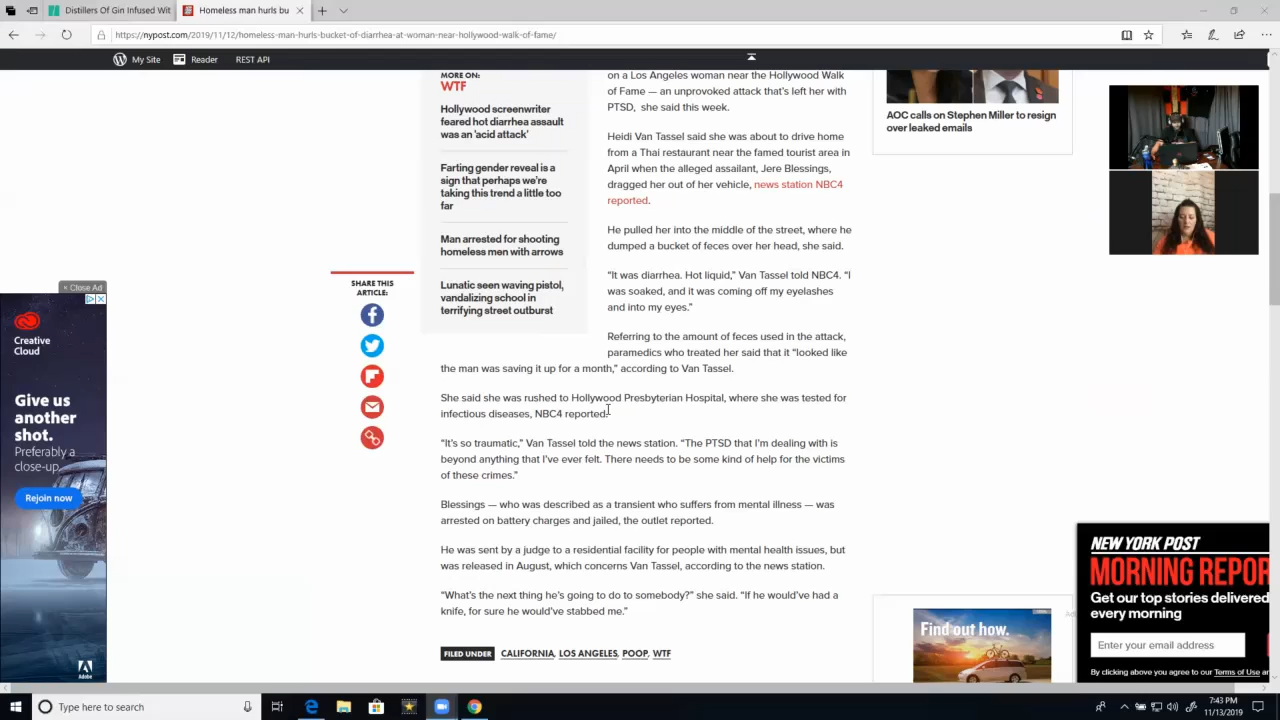 Distillers Of Gin Infused Wit
Homeless man hurls bu
https://nypost.com/2019/11/12/homeless-man-hurls-bucket-of-diarrhea-at-woman-near-hollywood-walk-of-fame/
My Site
Reader
REST API
MORE ON:
WTF
Hollywood screenwriter
feared hot diarrhea assault
was an 'acid attack'
Farting gender reveal is a
sign that perhaps we're
taking this trend a little too
far
Man arrested for shooting
homeless men with arrows
Lunatic seen waving pistol,
vandalizing school in
terrifying street outburst
SHARE THIS
ARTICLE:
on a Los Angeles woman near the Hollywood Walk
of Fame — an unprovoked attack that's left her with
PTSD, she said this week.
Heidi Van Tassel said she was about to drive home
from a Thai restaurant near the famed tourist area in
April when the alleged assailant, Jere Blessings,
dragged her out of her vehicle, news station NBC4
reported.
He pulled her into the middle of the street, where he
dumped a bucket of feces over her head, she said.
"It was diarrhea. Hot liquid," Van Tassel told NBC4. "I
was soaked, and it was coming off my eyelashes
and into my eyes."
Referring to the amount of feces used in the attack,
paramedics who treated her said that it "looked like
the man was saving it up for a month," according to Van Tassel.
She said she was rushed to Hollywood Presbyterian Hospital, where she was tested for
infectious diseases, NBC4 reported.
"It's so traumatic," Van Tassel told the news station. "The PTSD that I'm dealing with is
beyond anything that I've ever felt. There needs to be some kind of help for the victims
of these crimes."
Blessings — who was described as a transient who suffers from mental illness — was
arrested on battery charges and jailed, the outlet reported.
He was sent by a judge to a residential facility for people with mental health issues, but
was released in August, which concerns Van Tassel, according to the news station.
"What's the next thing he's going to do to somebody?" she said. "If he would've had a
knife, for sure he would've stabbed me."
FILED UNDER CALIFORNIA, LOS ANGELES, POOP, WTF
AOC calls on Stephen Miller to resign
over leaked emails
× Close Ad
Creative
Cloud
Give us
another
shot.
Preferably a
close-up.
Rejoin now
Adobe
Find out how.
NEW YORK POST
MORNING REPOR
Get our top stories delivered
every morning
Enter your email address
By clicking above you agree to our Terms of Use an
Type here to search
7:43 PM
11/13/2019